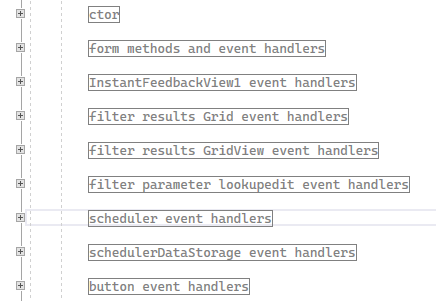 ctor
form methods and event handlers
InstantFeedbackView1 event handlers
filter results Grid event handlers
filter results GridView event handlers
filter parameter lookupedit event handlers
scheduler event handlers
schedulerDataStorage event handlers
button event handlers